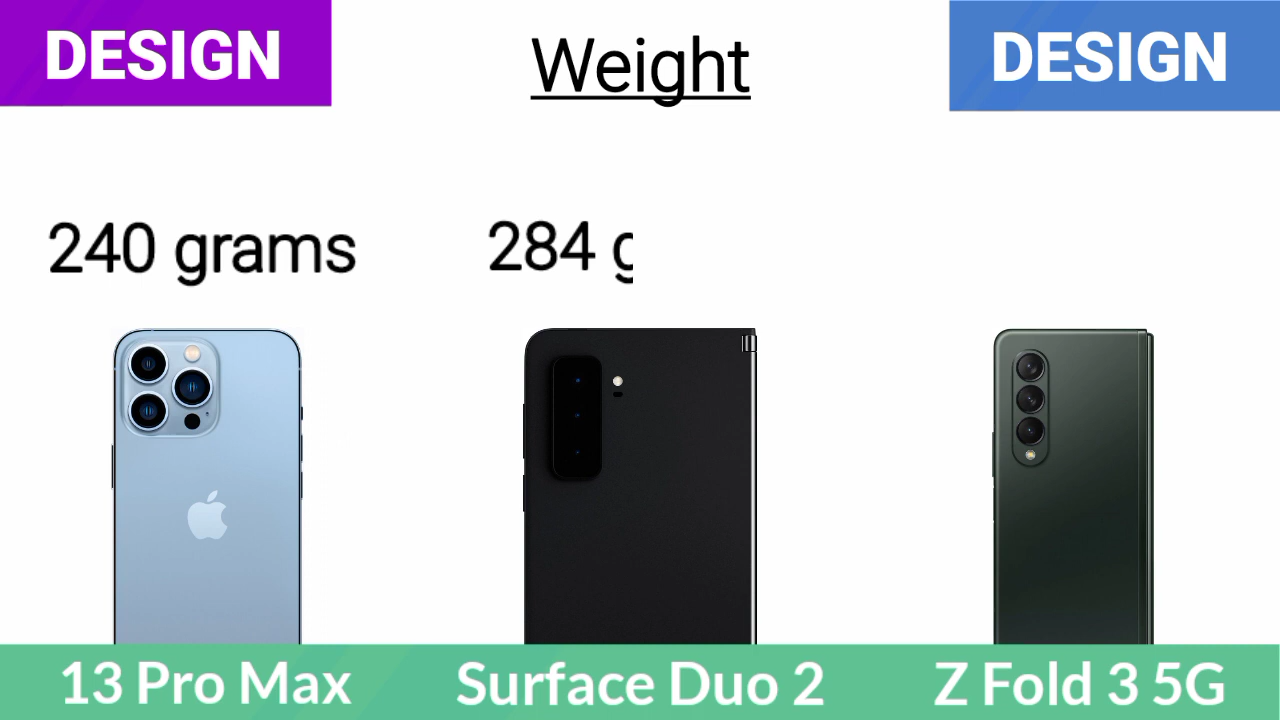 DESIGN
Weight
DESIGN
240 grams
284 g
13 Pro Max
Surface Duo 2
Z Fold 3 5G